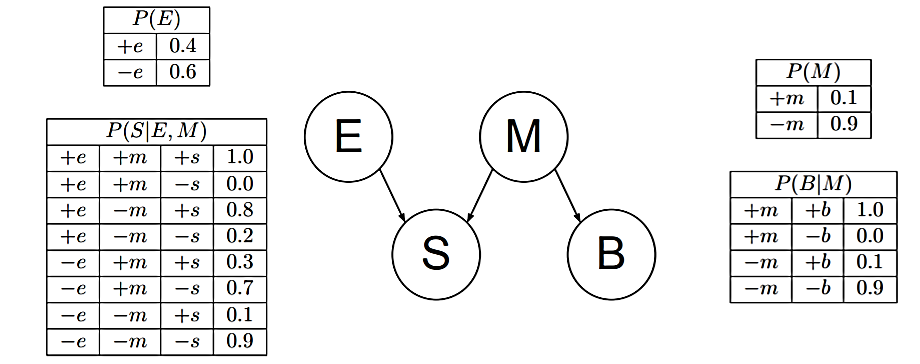 P(E)
+e 0.4
−e 0.6
P(S|E, M)
+e +m +s 1.0
+e +m −s 0.0
+e −m +s 0.8
+e −m −s 0.2
−e +m +s 0.3
−e +m −s 0.7
−e −m +s 0.1
−e −m −s 0.9
E M
S B
P(M)
+m 0.1
−m 0.9
P(B|M)
+m +b 1.0
+m −b 0.0
−m +b 0.1
−m −b 0.9